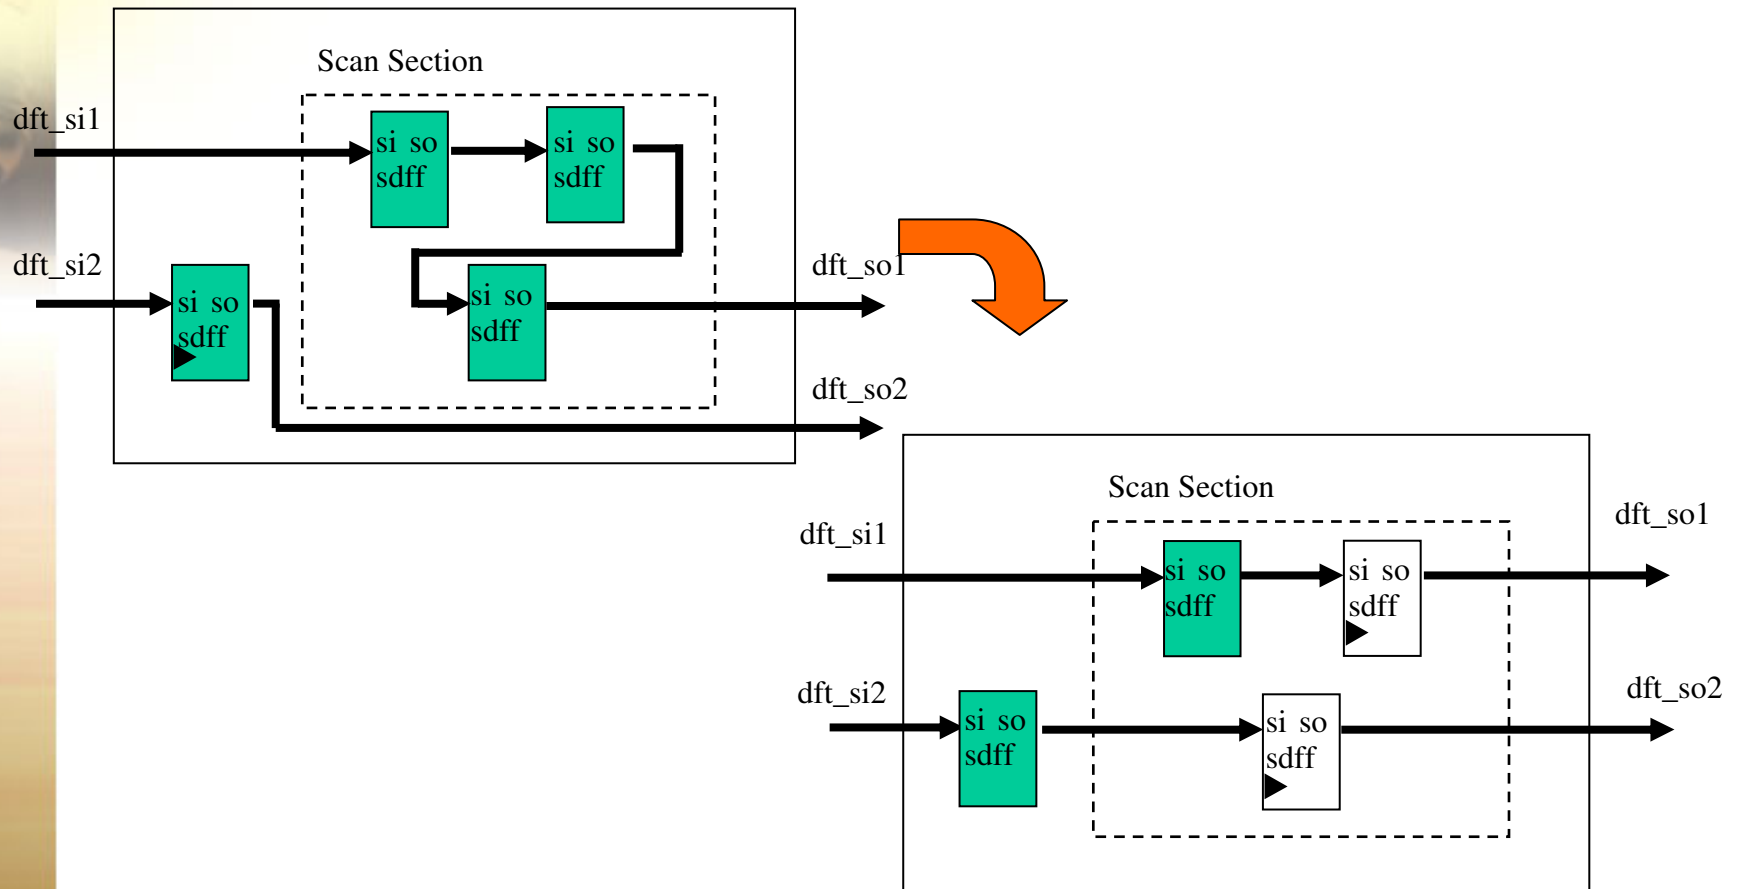 Scan Section
dft_si1
si so
sdff
si so
sdff
dft_si2
si so
sdff
si so
sdff
dft_so1
dft_so2
Scan Section
dft_so1
dft_si1
si so
sdff
si so
sdff
dft_si2
si so
sdff
si so
sdff
dft_so2